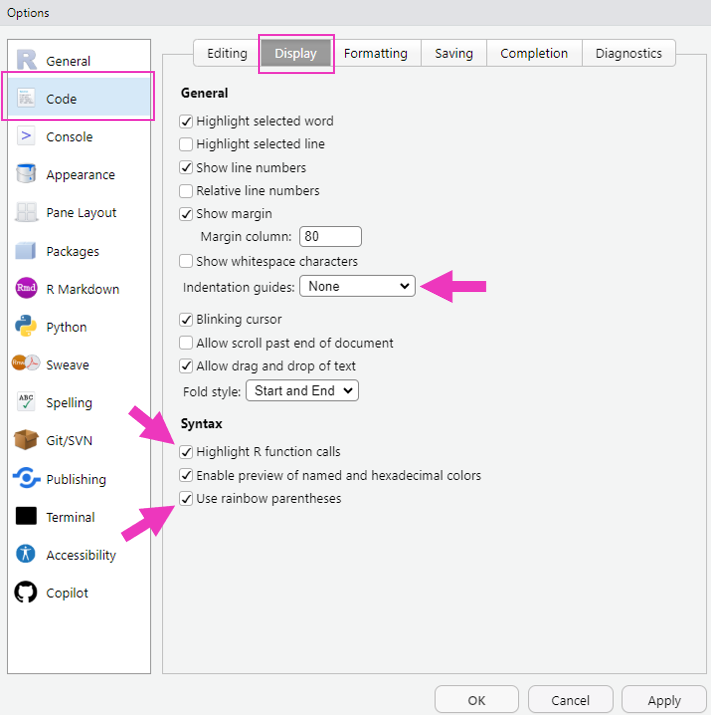 Options
General
Code
Console
Appearance
Pane Layout
Packages
Rmd R Markdown
Python
Sweave
ABC Spelling
Git/SVN
Publishing
Terminal
Accessibility
Copilot
Editing Display Formatting Saving Completion Diagnostics
General
Highlight selected word
Highlight selected line
Show line numbers
Relative line numbers
Show margin
Margin column: 80
Show whitespace characters
Indentation guides: None
Blinking cursor
Allow scroll past end of document
Allow drag and drop of text
Fold style: Start and End
Syntax
Highlight R function calls
Enable preview of named and hexadecimal colors
Use rainbow parentheses
OK Cancel Apply